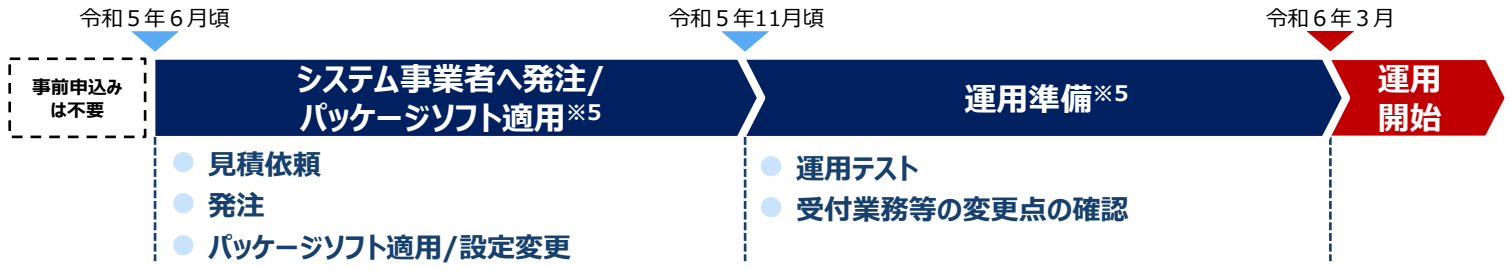 令和５年６月頃
令和５年11月頃
令和６年３月
事前申込み
は不要
システム事業者へ発注/
パッケージソフト適用※5
運用準備※5
運用
開始
● 見積依頼
● 発注
● パッケージソフト適用/設定変更
● 運用テスト
● 受付業務等の変更点の確認